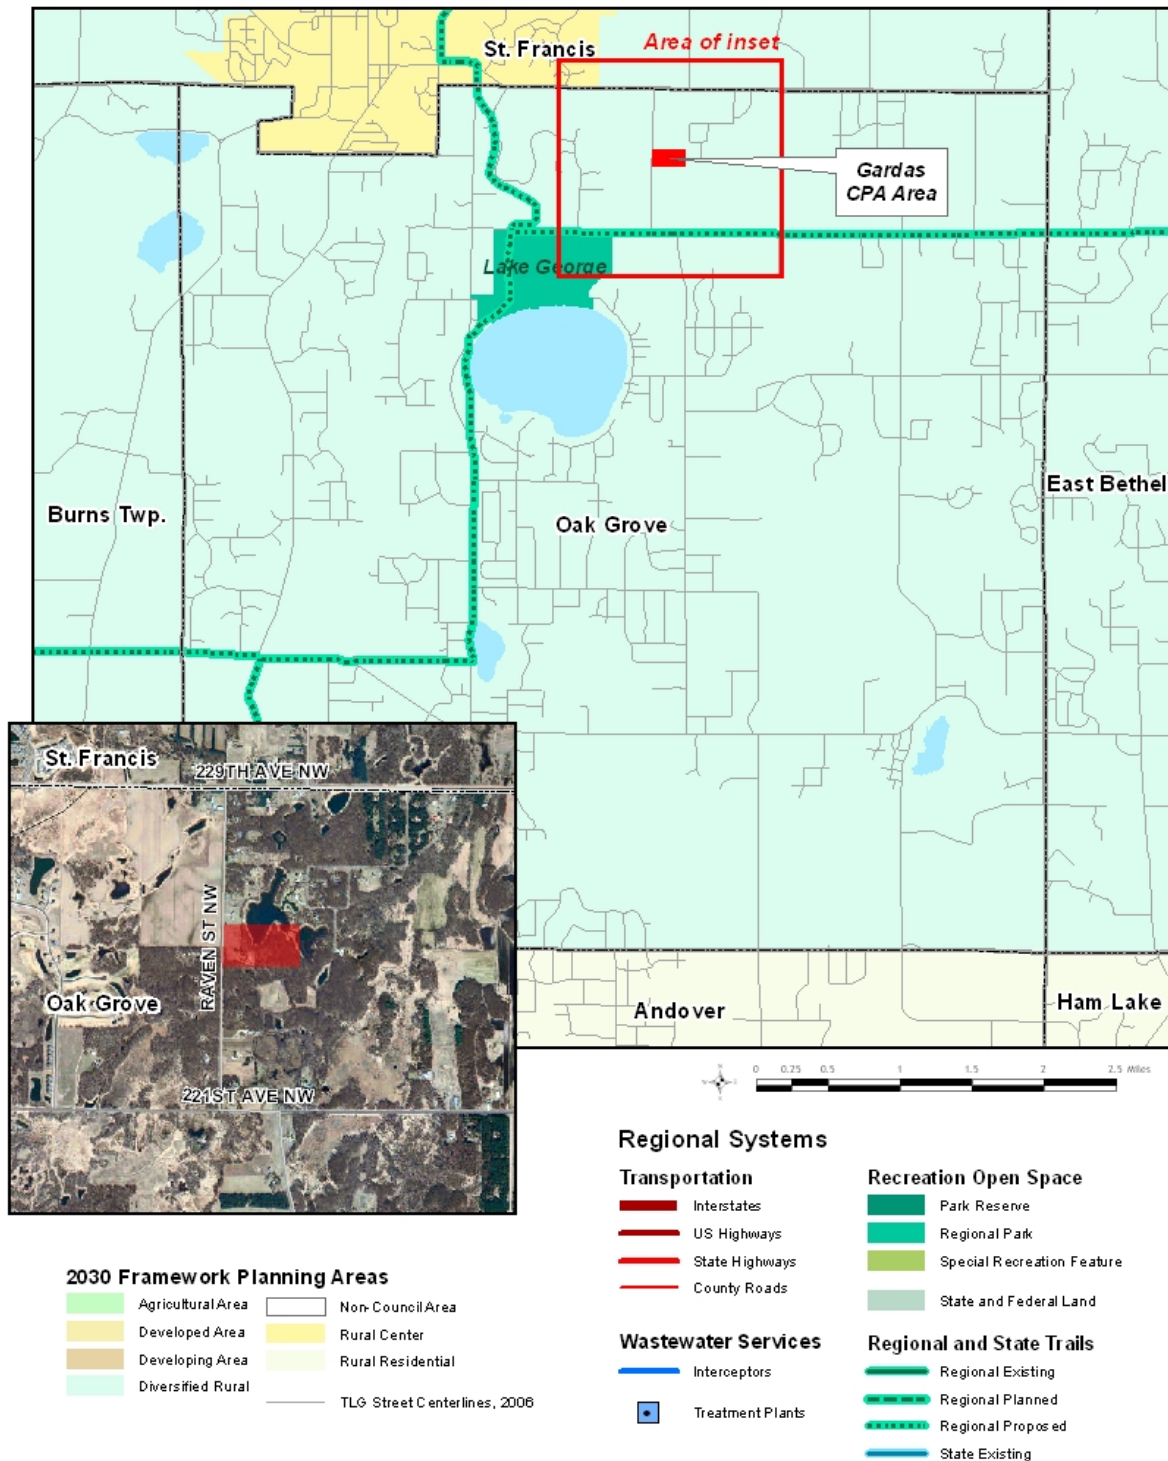 St. Francis
Area of inset
Gardas
CPA Area
Lake George
Burns Twp.
Oak Grove
East Bethel
St. Francis
229TH AVE NW
RAVEN ST NW
Oak Grove
221ST AVE NW
Andover
Ham Lake
N
W
E
S
0 0.25 0.5 1 1.5 2 2.5 Miles
Regional Systems
Transportation
Interstates
US Highways
State Highways
County Roads
Wastewater Services
Interceptors
Treatment Plants
Recreation Open Space
Park Reserve
Regional Park
Special Recreation Feature
State and Federal Land
Regional and State Trails
Regional Existing
Regional Planned
Regional Proposed
State Existing
2030 Framework Planning Areas
Agricultural Area
Developed Area
Developing Area
Diversified Rural
Non-Council Area
Rural Center
Rural Residential
TLG Street Centerlines, 2006